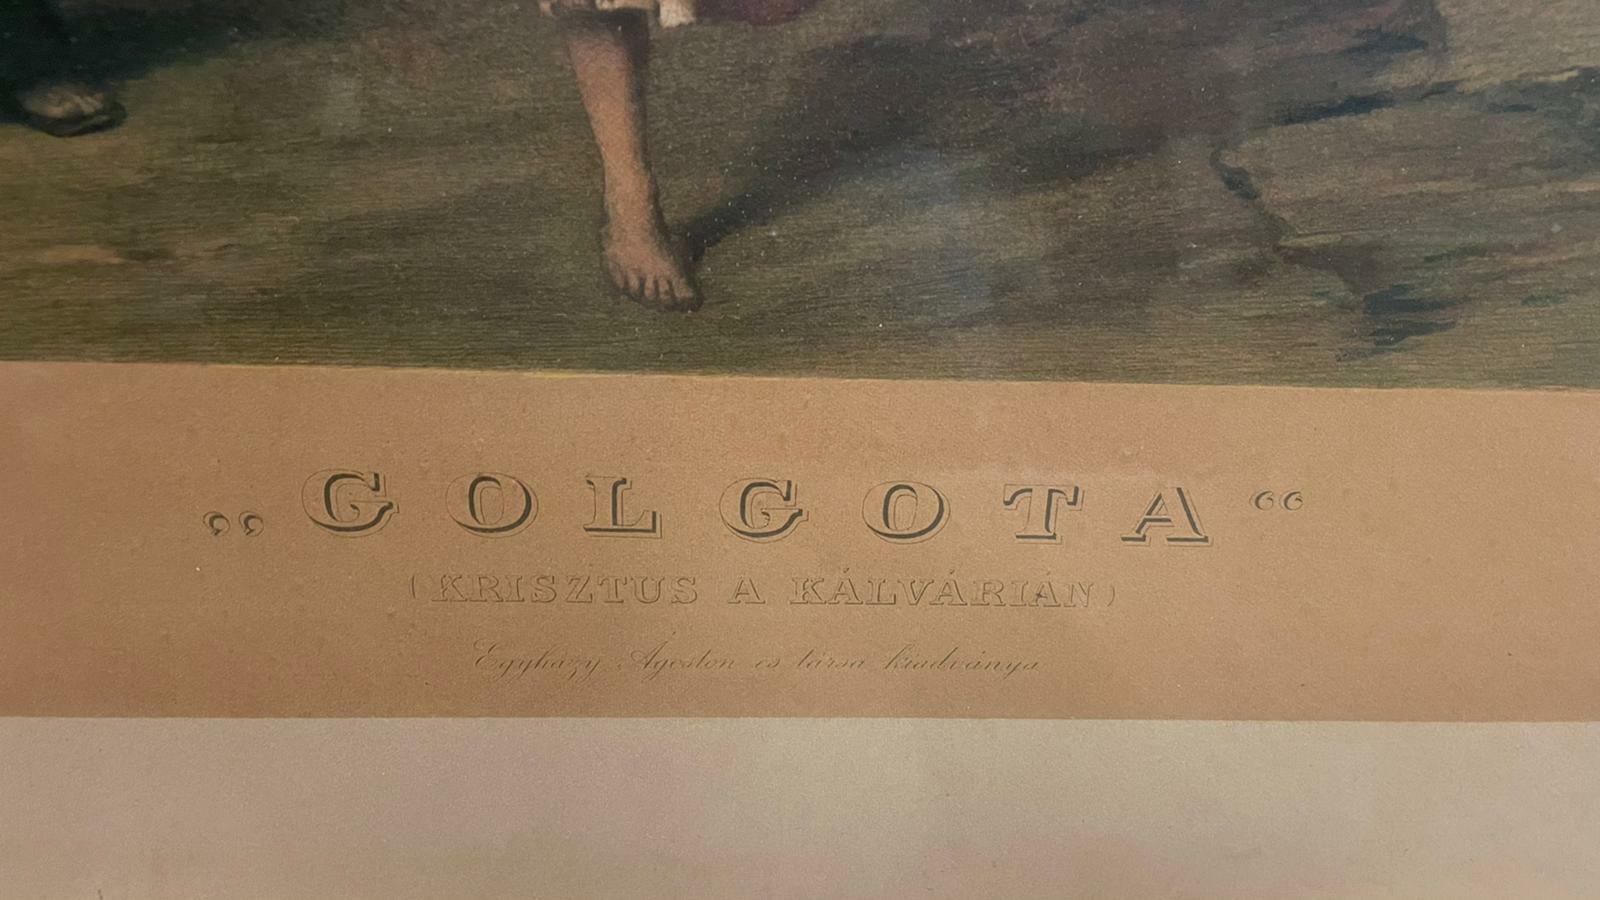 „GOLGOTA“
(KRISZTUS A KÁLVÁRIÁN)
Egyházy Ágoston és társa kiadványa